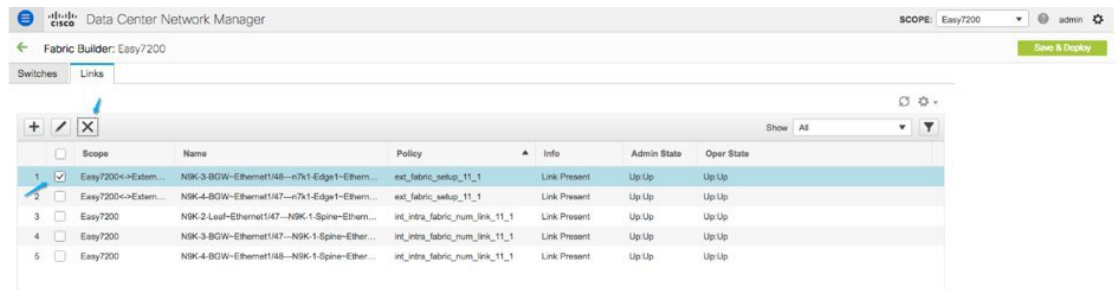 cisco Data Center Network Manager SCOPE: Easy7200 admin
Fabric Builder: Easy7200 Save & Deploy
Switches Links
Show All
Scope Name Policy Info Admin State Oper State
1 Easy7200<->Extern... N9K-3-BGW~Ethernet1/48---n7k1-Edge1~Ethern... ext_fabric_setup_11_1 Link Present Up:Up Up:Up
2 Easy7200<->Extern... N9K-4-BGW~Ethernet1/47---n7k1-Edge1~Ethern... ext_fabric_setup_11_1 Link Present Up:Up Up:Up
3 Easy7200 N9K-2-Leaf~Ethernet1/47---N9K-1-Spine~Ethern... int_intra_fabric_num_link_11_1 Link Present Up:Up Up:Up
4 Easy7200 N9K-3-BGW~Ethernet1/47---N9K-1-Spine~Ether... int_intra_fabric_num_link_11_1 Link Present Up:Up Up:Up
5 Easy7200 N9K-4-BGW~Ethernet1/48---N9K-1-Spine~Ether... int_intra_fabric_num_link_11_1 Link Present Up:Up Up:Up